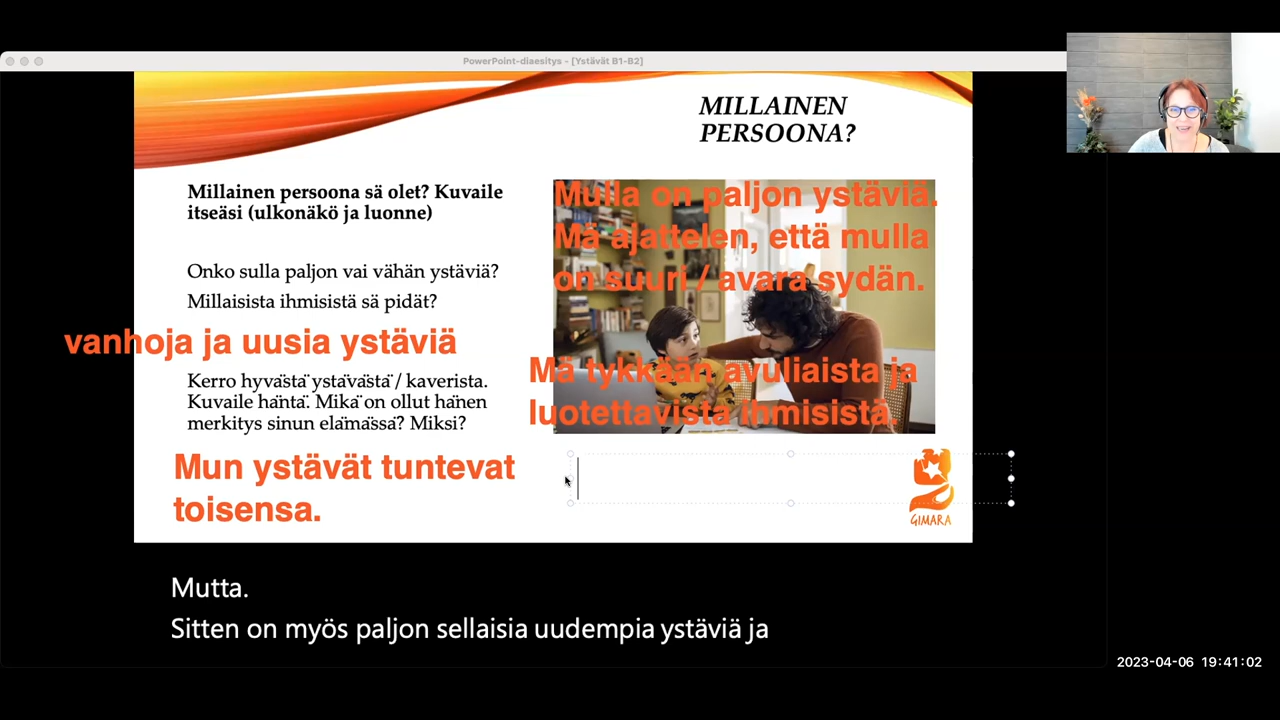 PowerPoint-diaesitys - [Ystävät B1-B2]
MILLAINEN
PERSOONA?
Millainen persoona sä olet? Kuvaile
itseäsi (ulkonäkö ja luonne)
Onko sulla paljon vai vähän ystäviä?
Millaisista ihmisistä sä pidät?
vanhoja ja uusia ystäviä
Kerro hyvästä ystävästä / kaverista.
Kuvaile häntä. Mikä on ollut hänen
merkitys sinun elämässä? Miksi?
Mun ystävät tuntevat
toisensa.
Mulla on paljon ystäviä.
Mä ajattelen, että mulla
on suuri / avara sydän.
Mä tykkään avuliaista ja
luotettavista ihmisistä.
GIMARA
Mutta.
Sitten on myös paljon sellaisia uudempia ystäviä ja
2023-04-06 19:41:02